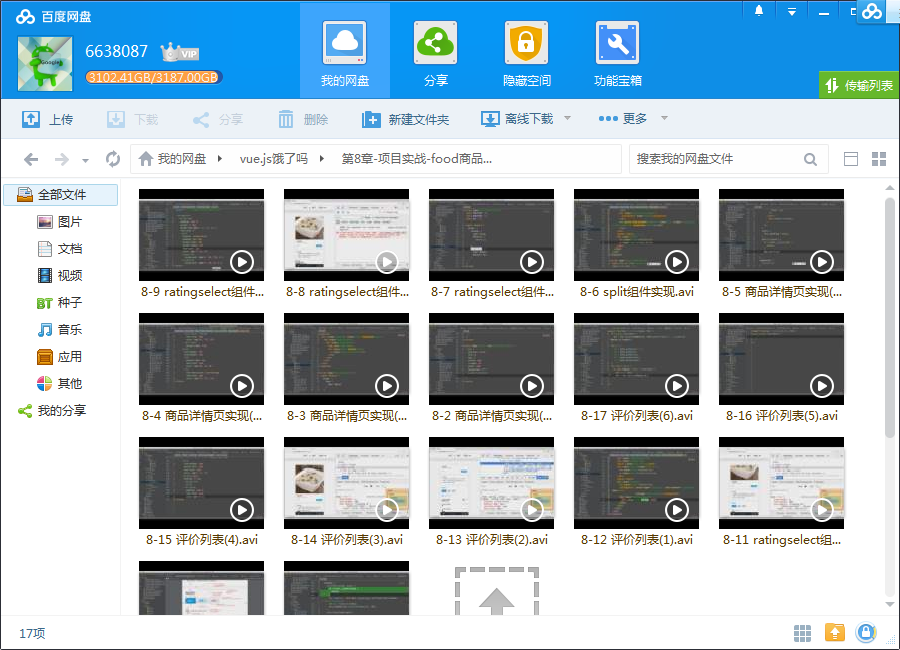 百度网盘
6638087
VIP
3102.41GB/3187.00GB
我的网盘
分享
隐藏空间
功能宝箱
传输列表
上传
下载
分享
删除
新建文件夹
离线下载
更多
我的网盘
vue.js饿了吗
第8章-项目实战-food商品...
搜索我的网盘文件
全部文件
图片
文档
视频
BT 种子
音乐
应用
其他
我的分享
8-9 ratingselect组件...
8-8 ratingselect组件...
8-7 ratingselect组件...
8-6 split组件实现.avi
8-5 商品详情页实现(...
8-4 商品详情页实现(...
8-3 商品详情页实现(...
8-2 商品详情页实现(...
8-17 评价列表(6).avi
8-16 评价列表(5).avi
8-15 评价列表(4).avi
8-14 评价列表(3).avi
8-13 评价列表(2).avi
8-12 评价列表(1).avi
8-11 ratingselect组...
17项